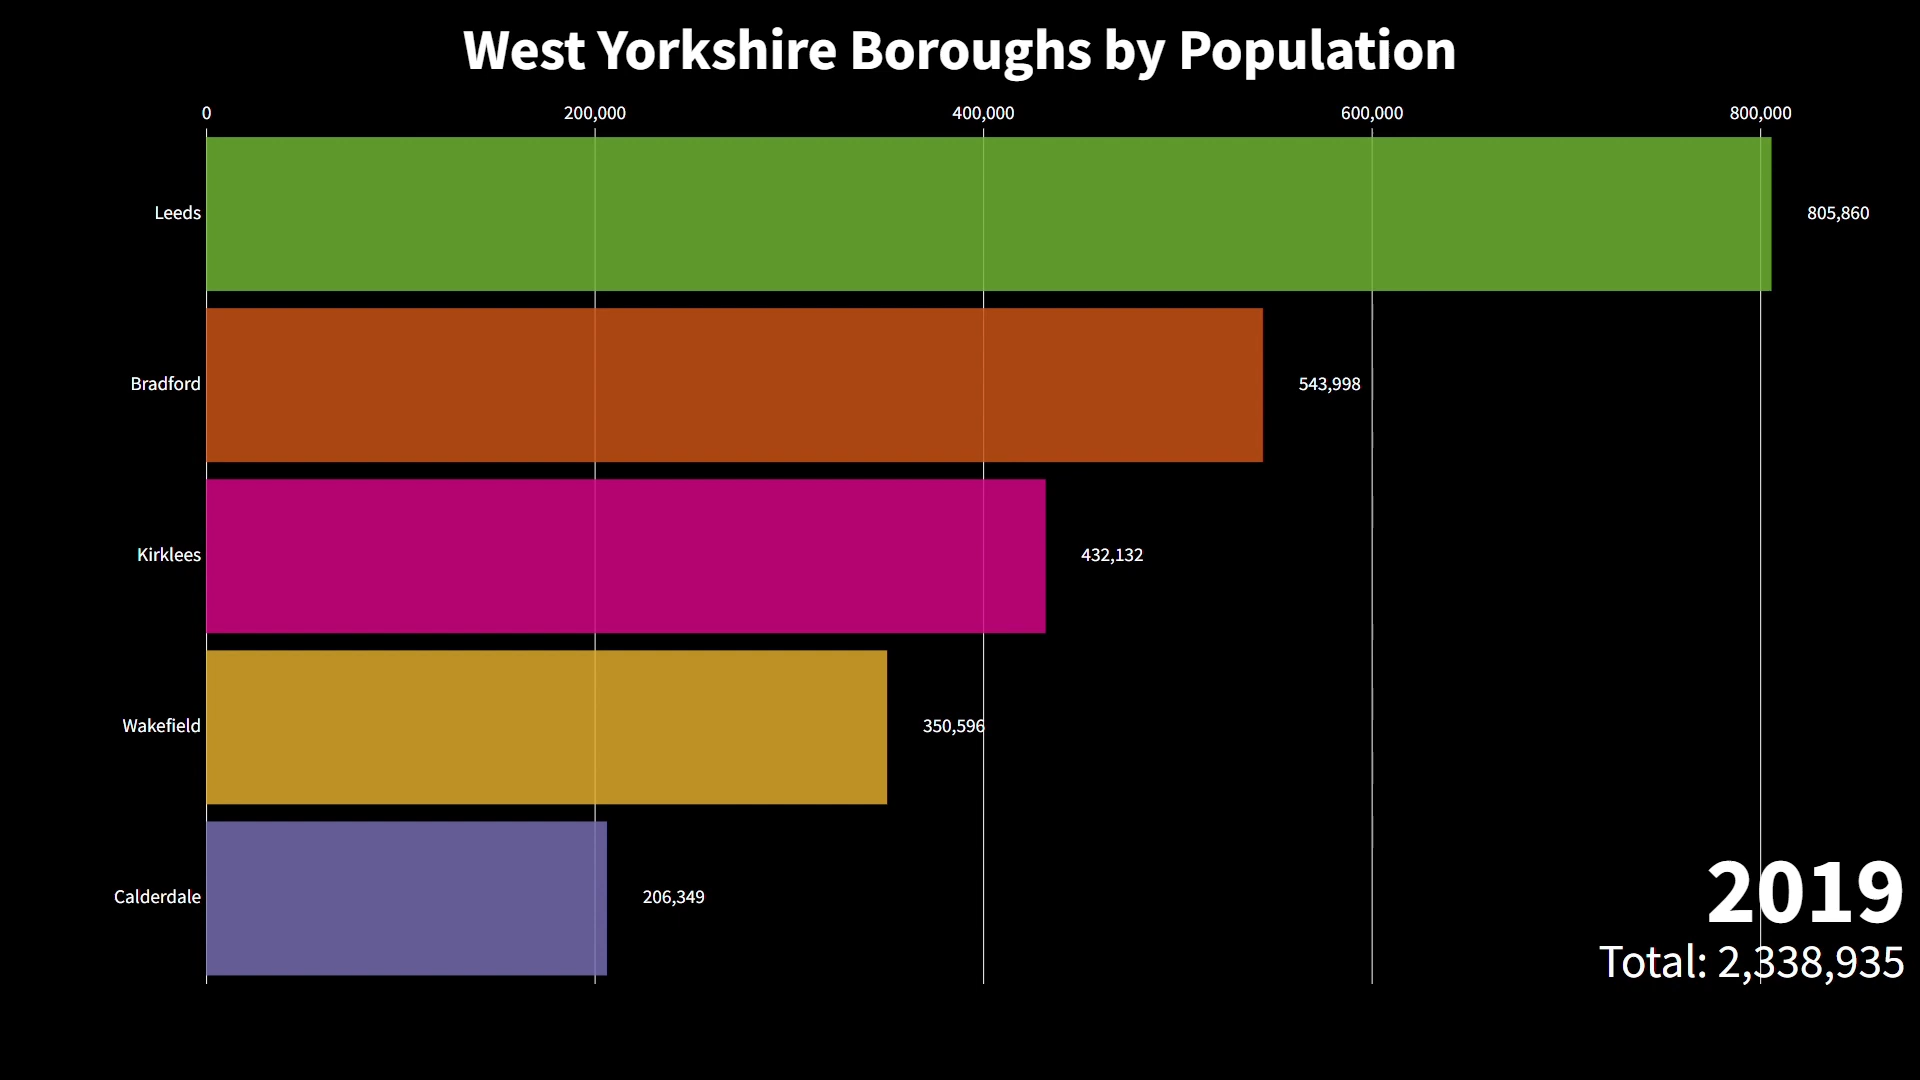 West Yorkshire Boroughs by Population
0 200,000 400,000 600,000 800,000
Leeds 805,860
Bradford 543,998
Kirklees 432,132
Wakefield 350,596
Calderdale 206,349
2019
Total: 2,338,935